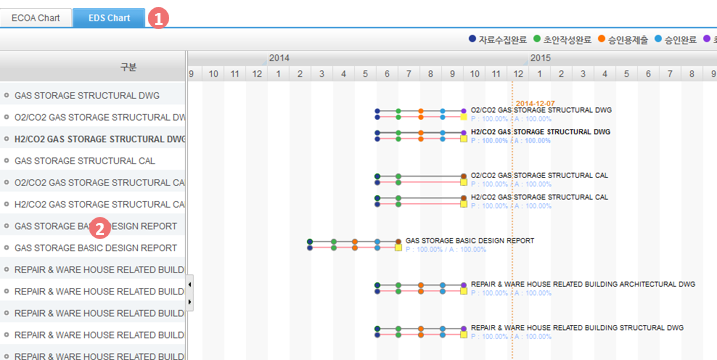 ECOA Chart EDS Chart 1
자료수집완료 초안작성완료 승인용제출 승인완료
구분 2014 2015
9 10 11 12 1 2 3 4 5 6 7 8 9 10 11 12 1 2 3 4 5 6 7 8 9
2014-12-07
GAS STORAGE STRUCTURAL DWG
O2/CO2 GAS STORAGE STRUCTURAL DW O2/CO2 GAS STORAGE STRUCTURAL DWG
P : 100.00% / A : 100.00%
H2/CO2 GAS STORAGE STRUCTURAL DWG H2/CO2 GAS STORAGE STRUCTURAL DWG
P : 100.00% / A : 100.00%
GAS STORAGE STRUCTURAL CAL
O2/CO2 GAS STORAGE STRUCTURAL CA O2/CO2 GAS STORAGE STRUCTURAL CAL
P : 100.00% / A : 100.00%
H2/CO2 GAS STORAGE STRUCTURAL CA H2/CO2 GAS STORAGE STRUCTURAL CAL
P : 100.00% / A : 100.00%
GAS STORAGE BASIC DESIGN REPORT
2
GAS STORAGE BASIC DESIGN REPORT GAS STORAGE BASIC DESIGN REPORT
P : 100.00% / A : 100.00%
REPAIR & WARE HOUSE RELATED BUILD
REPAIR & WARE HOUSE RELATED BUILD REPAIR & WARE HOUSE RELATED BUILDING ARCHITECTURAL DWG
P : 100.00% / A : 100.00%
REPAIR & WARE HOUSE RELATED BUILD
REPAIR & WARE HOUSE RELATED BUILD REPAIR & WARE HOUSE RELATED BUILDING STRUCTURAL DWG
P : 100.00% / A : 100.00%